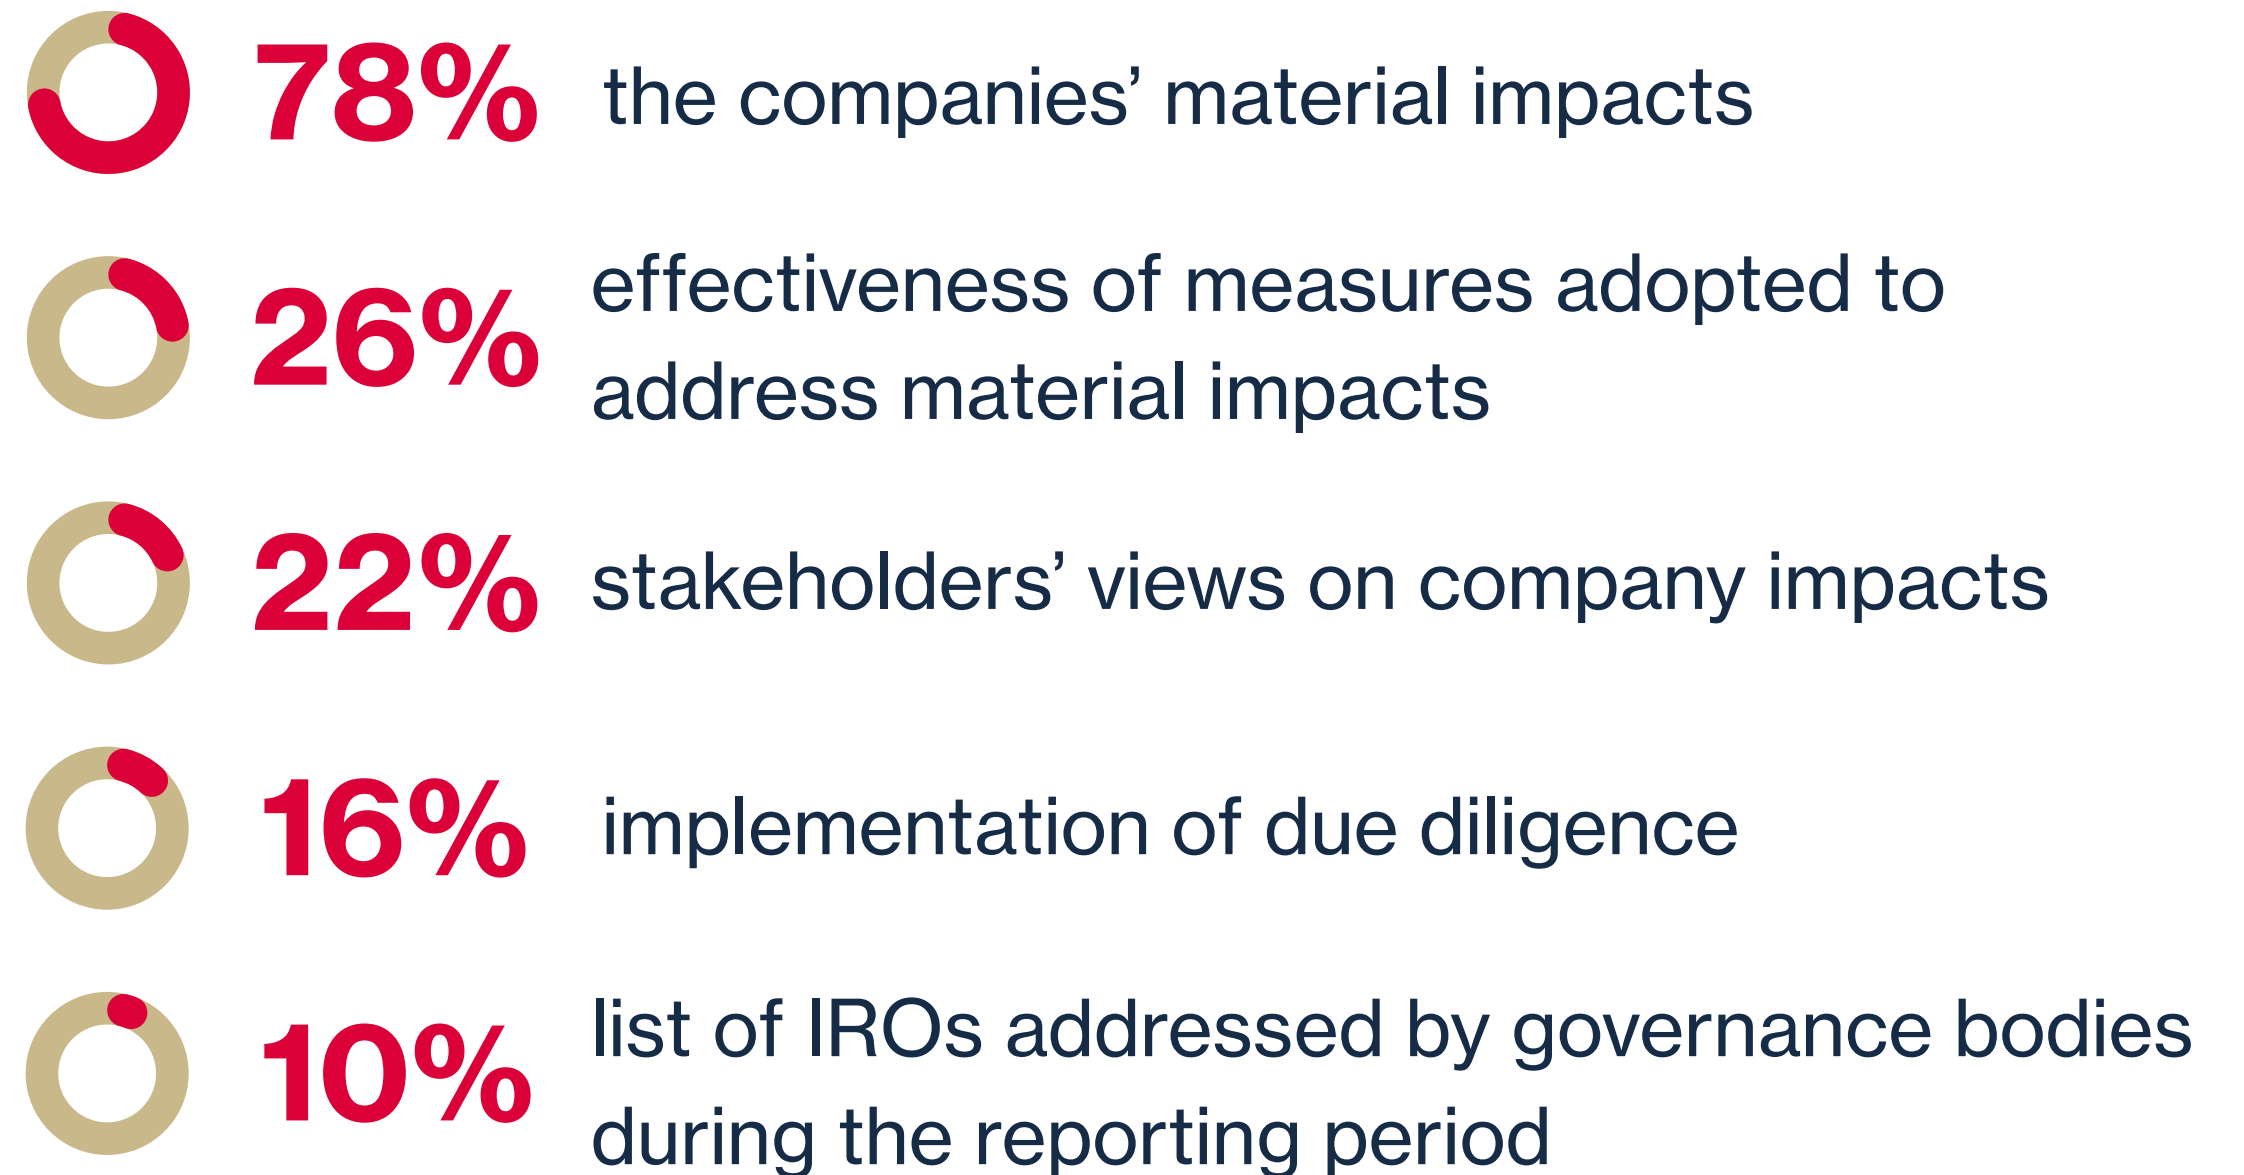 78% the companies’ material impacts
26% effectiveness of measures adopted to
address material impacts
22% stakeholders’ views on company impacts
16% implementation of due diligence
10% list of IROs addressed by governance bodies
during the reporting period